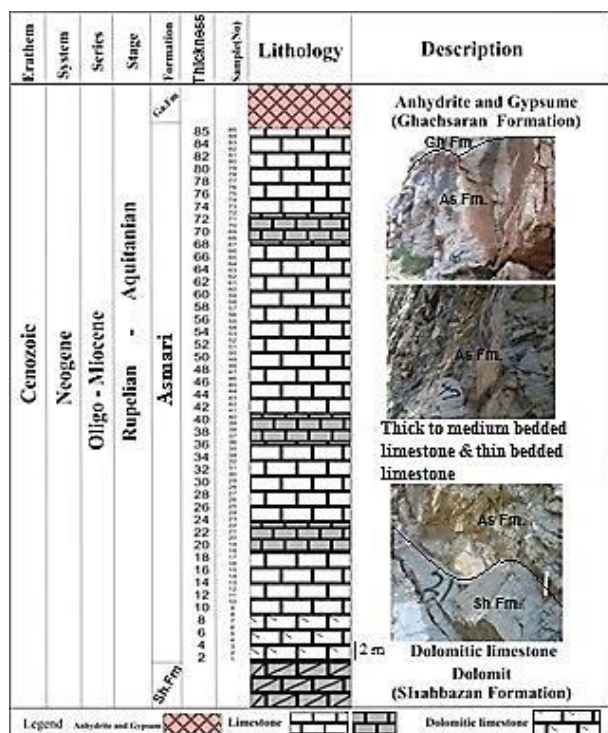 Erathem
System
Series
Stage
Formation
Thickness
Sample(No)
Lithology
Description
Cenozoic
Neogene
Oligo - Miocene
Rupelian - Aquitanian
Asmari
Sh.Fm
85
84
82
80
78
76
74
72
70
68
66
64
62
60
58
56
54
52
50
48
46
44
42
40
38
36
34
32
30
28
26
24
22
20
18
16
14
12
10
8
6
4
2
Anhydrite and Gypsume
(Ghachsaran Formation)
Gh Fm.
As Fm.
As Fm.
Thick to medium bedded
limestone & thin bedded
limestone
As Fm.
Sh Fm.
2 m
Dolomitic limestone
Dolomit
(Shahbazan Formation)
Legend Anhydrite and Gypsum Limestone Dolomitic limestone